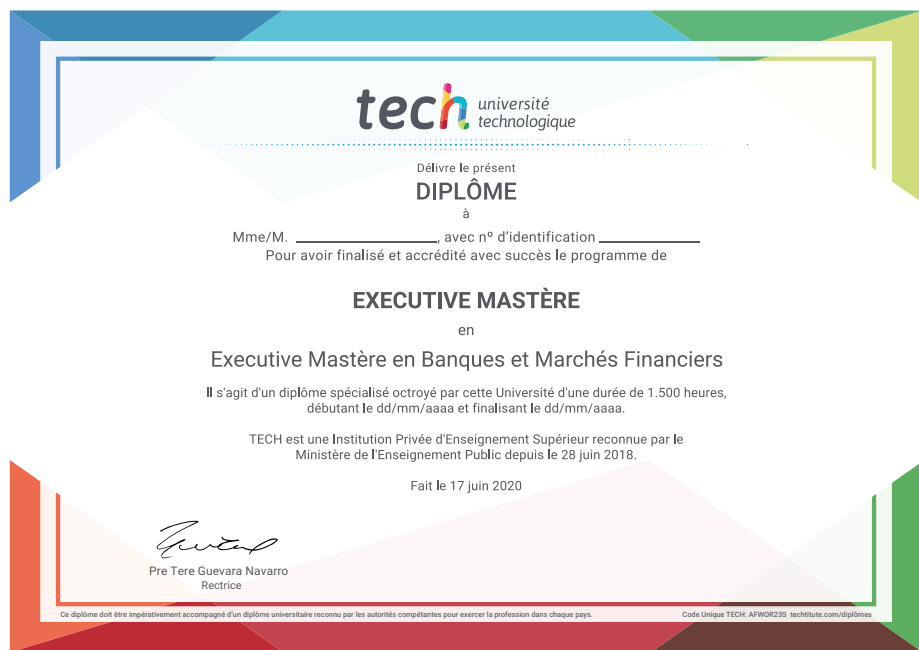 tech université
technologique
Délivre le présent
DIPLÔME
à
Mme/M. ____________________, avec nº d'identification ______________
Pour avoir finalisé et accrédité avec succès le programme de
EXECUTIVE MASTÈRE
en
Executive Mastère en Banques et Marchés Financiers
Il s'agit d'un diplôme spécialisé octroyé par cette Université d'une durée de 1.500 heures,
débutant le dd/mm/aaaa et finalisant le dd/mm/aaaa.
TECH est une Institution Privée d'Enseignement Supérieur reconnue par le
Ministère de l'Enseignement Public depuis le 28 juin 2018.
Fait le 17 juin 2020
Pre Tere Guevara Navarro
Rectrice
Ce diplôme doit être impérativement accompagné d'un diplôme universitaire reconnu par les autorités compétentes pour exercer la profession dans chaque pays.
Code Unique TECH: AFWOR23S techtitute.com/diplômes